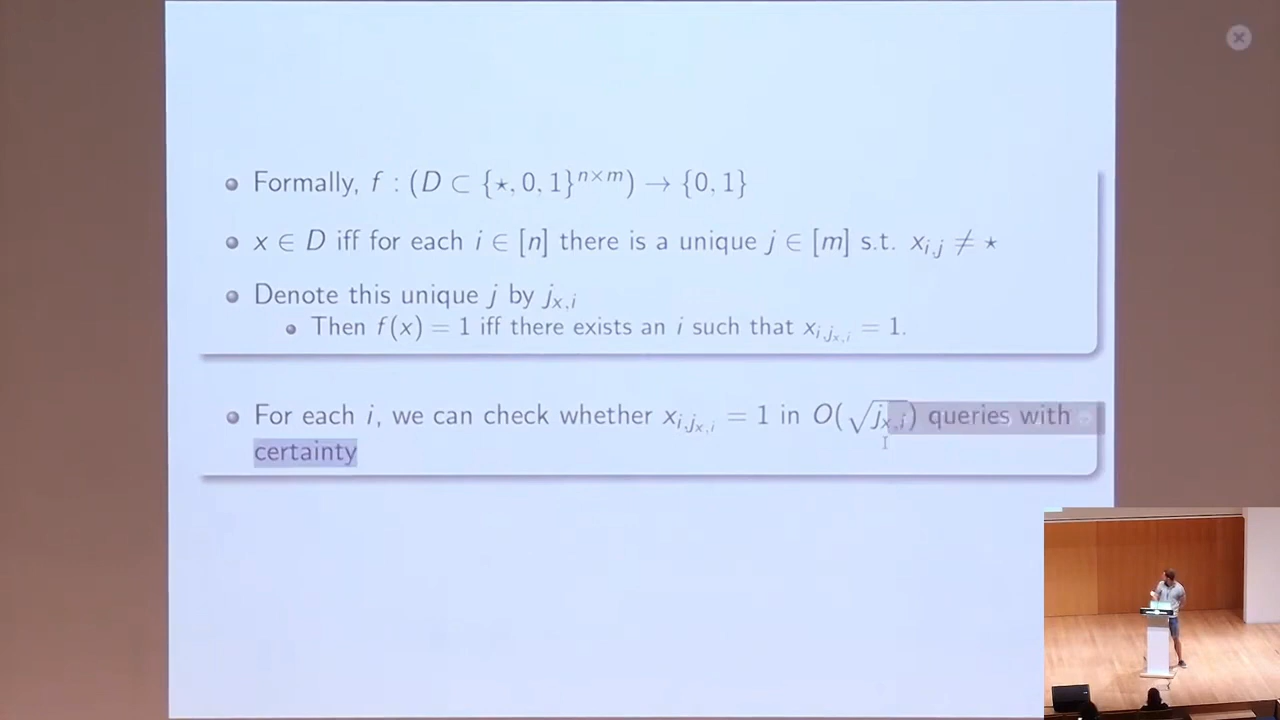 Formally, f : (D ⊂ {⋆, 0, 1}^{n×m}) → {0, 1}
x ∈ D iff for each i ∈ [n] there is a unique j ∈ [m] s.t. x_{i,j} ≠ ⋆
Denote this unique j by j_{x,i}
Then f(x) = 1 iff there exists an i such that x_{i,j_{x,i}} = 1.
For each i, we can check whether x_{i,j_{x,i}} = 1 in O(√j_{x,i}) queries with
certainty